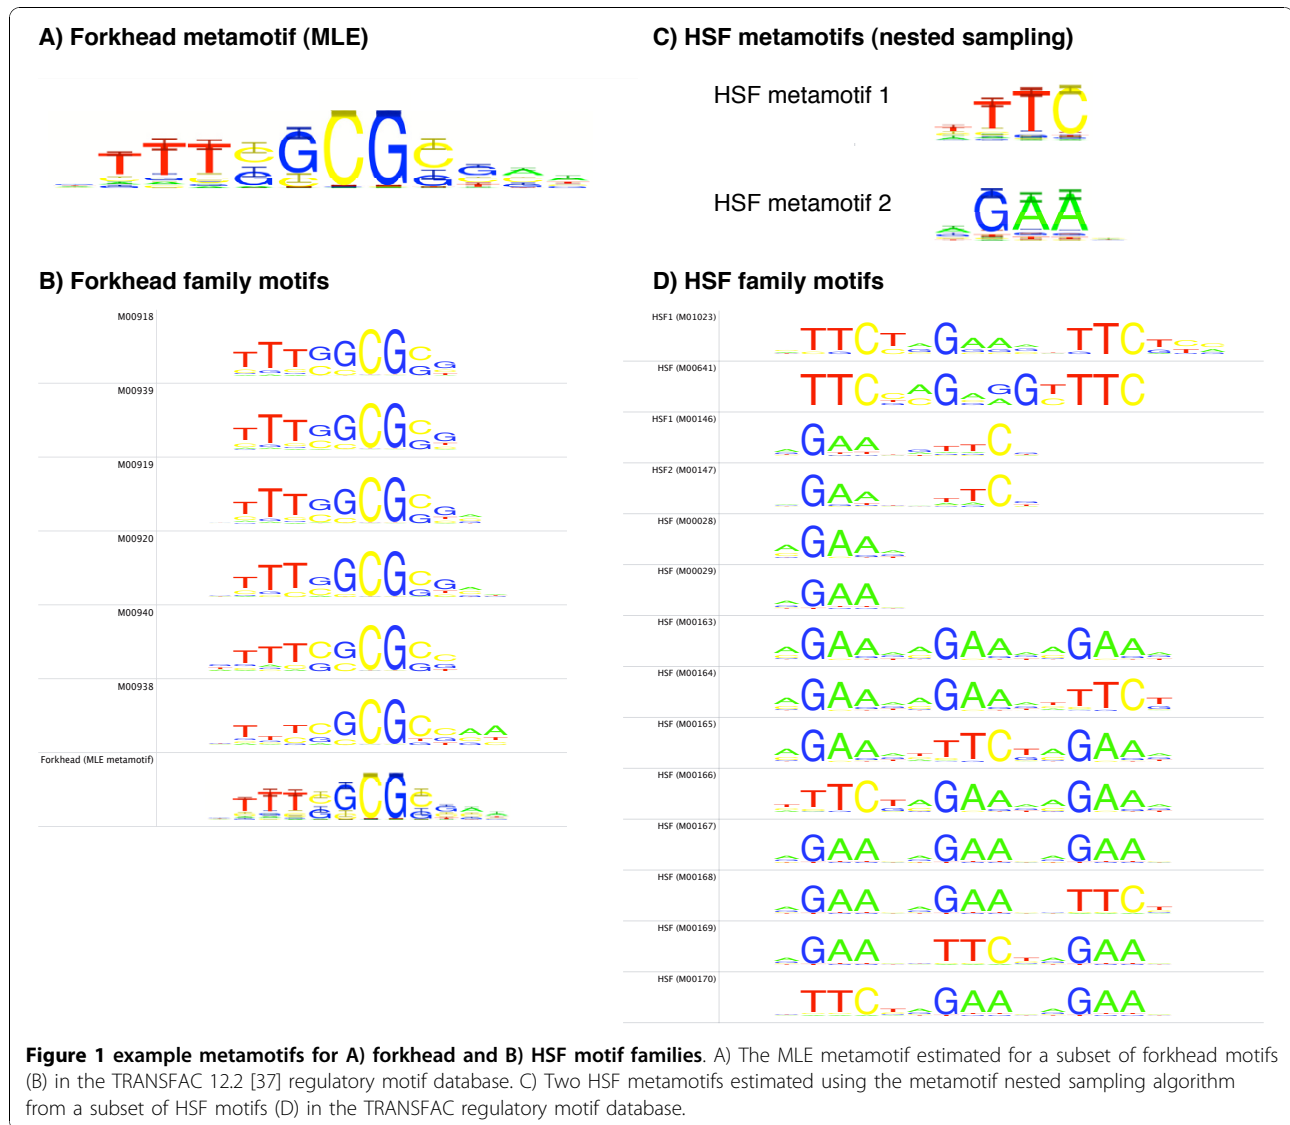 A) Forkhead metamotif (MLE)
C) HSF metamotifs (nested sampling)
HSF metamotif 1
HSF metamotif 2
B) Forkhead family motifs
M00918
M00939
M00919
M00920
M00940
M00938
Forkhead (MLE metamotif)
D) HSF family motifs
HSF1 (M01023)
HSF (M00641)
HSF1 (M00146)
HSF2 (M00147)
HSF (M00028)
HSF (M00029)
HSF (M00163)
HSF (M00164)
HSF (M00165)
HSF (M00166)
HSF (M00167)
HSF (M00168)
HSF (M00169)
HSF (M00170)
Figure 1 example metamotifs for A) forkhead and B) HSF motif families. A) The MLE metamotif estimated for a subset of forkhead motifs
(B) in the TRANSFAC 12.2 [37] regulatory motif database. C) Two HSF metamotifs estimated using the metamotif nested sampling algorithm
from a subset of HSF motifs (D) in the TRANSFAC regulatory motif database.